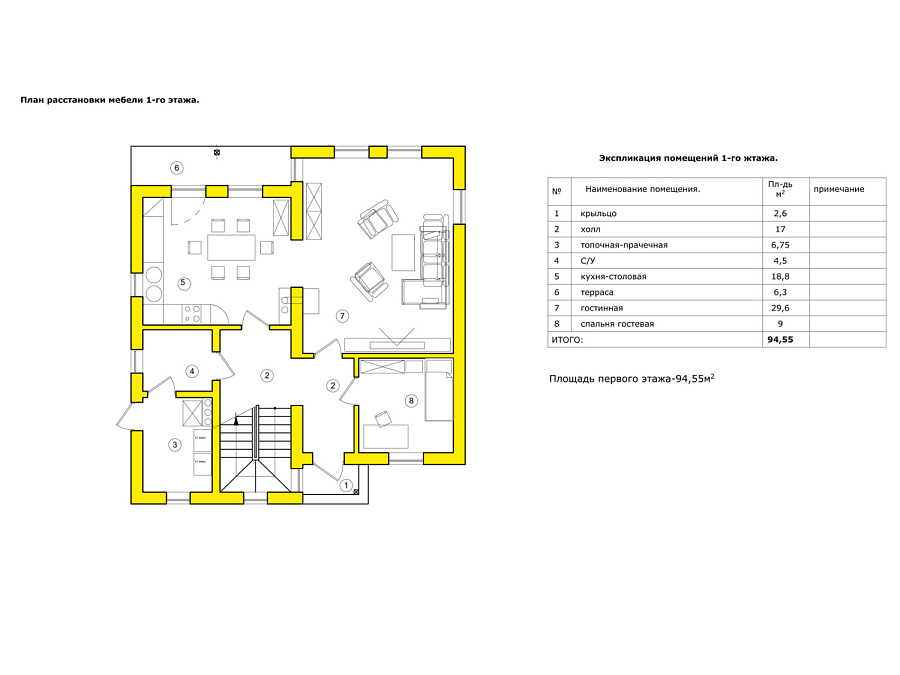 План расстановки мебели 1-го этажа.
Экспликация помещений 1-го жтажа.
№ Наименование помещения. Пл-дь м² примечание
1 крыльцо 2,6
2 холл 17
3 топочная-прачечная 6,75
4 С/У 4,5
5 кухня-столовая 18,8
6 терраса 6,3
7 гостинная 29,6
8 спальня гостевая 9
ИТОГО: 94,55
Площадь первого этажа-94,55м²
6
5
7
4
2
2
8
3
1